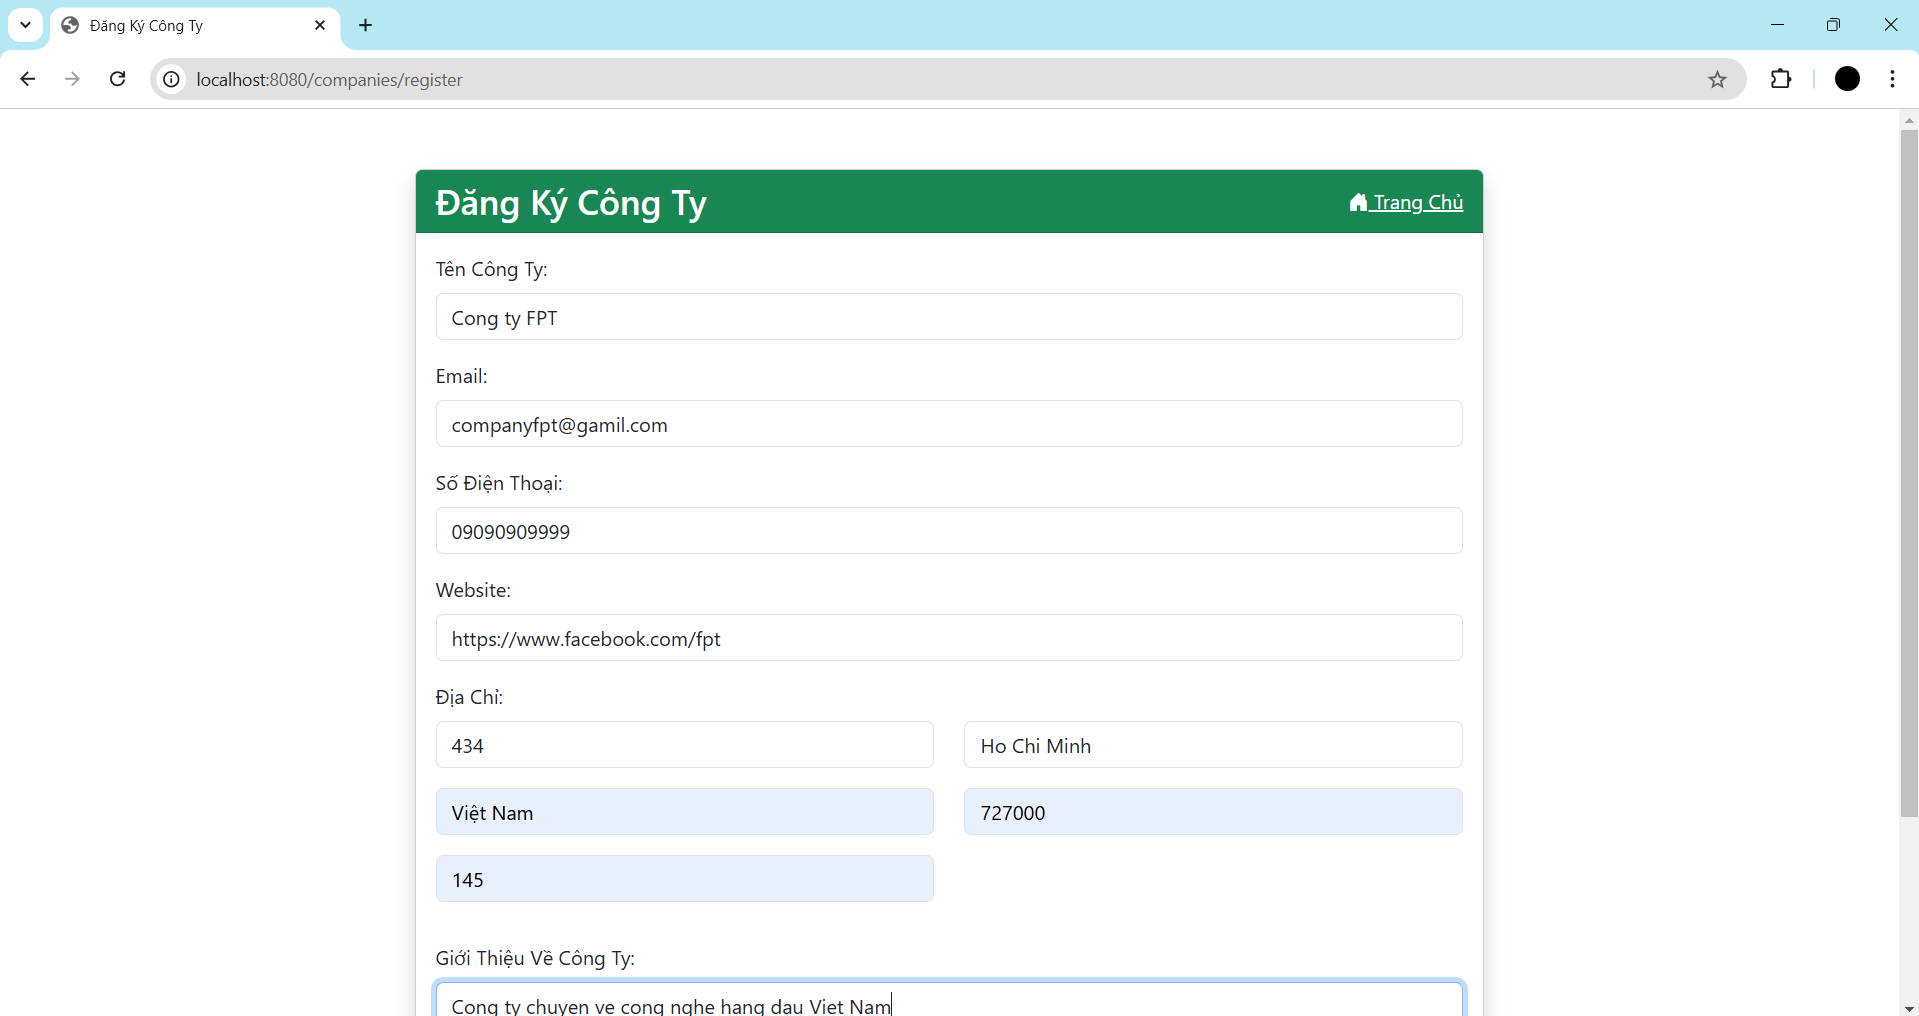 Đăng Ký Công Ty
localhost:8080/companies/register
Đăng Ký Công Ty
Trang Chủ
Tên Công Ty:
Cong ty FPT
Email:
companyfpt@gamil.com
Số Điện Thoại:
09090909999
Website:
https://www.facebook.com/fpt
Địa Chỉ:
434
Ho Chi Minh
Việt Nam
727000
145
Giới Thiệu Về Công Ty:
Cong ty chuyen ve cong nghe hang dau Viet Nam